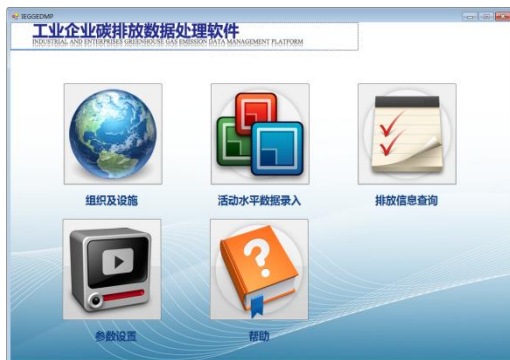 IEGGEDMP
工业企业碳排放数据处理软件
INDUSTRIAL AND ENTERPRISES GREENHOUSE GAS EMISSION DATA MANAGEMENT PLATFORM
组织及设施
活动水平数据录入
排放信息查询
参数设置
帮助